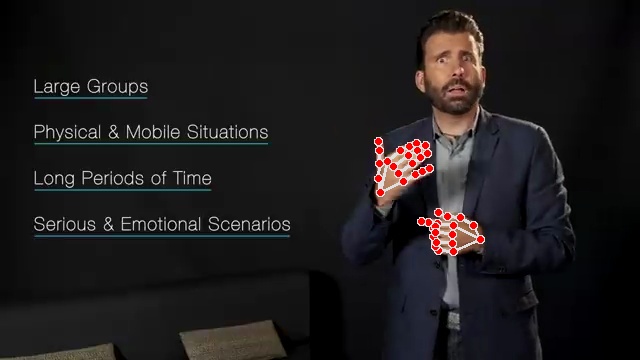 Large Groups
Physical & Mobile Situations
Long Periods of Time
Serious & Emotional Scenarios